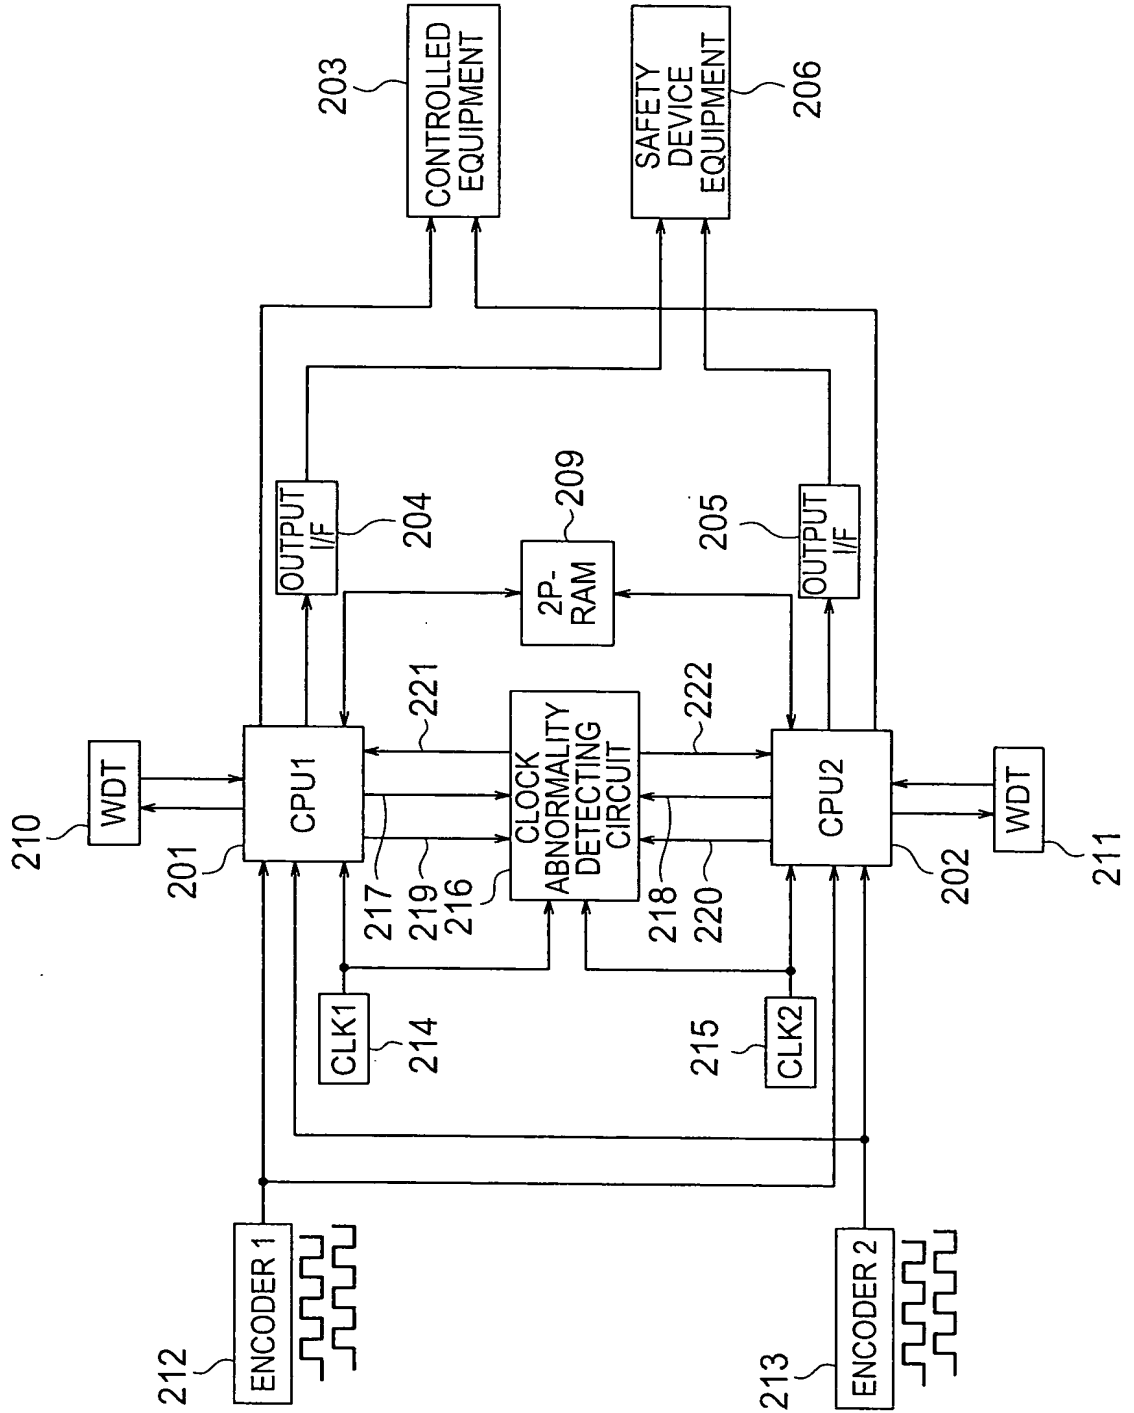 203
CONTROLLED
EQUIPMENT
206
SAFETY
DEVICE
EQUIPMENT
204
OUTPUT
I/F
209
2P-
RAM
205
OUTPUT
I/F
210
WDT
201
CPU1
221
217
219
216
CLOCK
ABNORMALITY
DETECTING
CIRCUIT
222
218
220
CPU2
202
WDT
211
CLK1
214
215
CLK2
212
ENCODER 1
213
ENCODER 2